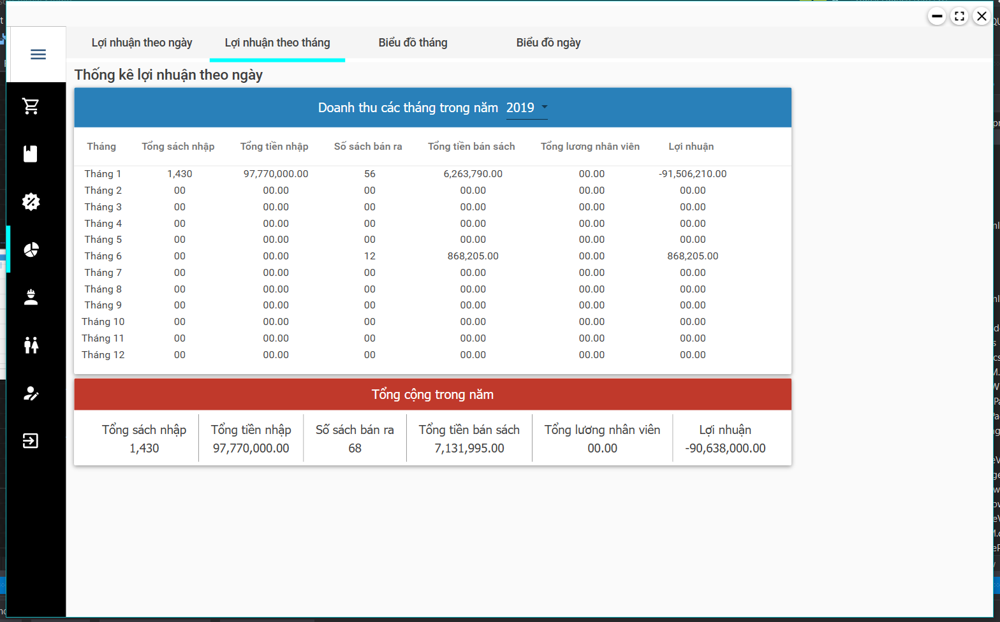 Lợi nhuận theo ngày Lợi nhuận theo tháng Biểu đồ tháng Biểu đồ ngày
Thống kê lợi nhuận theo ngày
Doanh thu các tháng trong năm 2019
Tháng Tổng sách nhập Tổng tiền nhập Số sách bán ra Tổng tiền bán sách Tổng lương nhân viên Lợi nhuận
Tháng 1 1,430 97,770,000.00 56 6,263,790.00 00.00 -91,506,210.00
Tháng 2 00 00.00 00 00.00 00.00 00.00
Tháng 3 00 00.00 00 00.00 00.00 00.00
Tháng 4 00 00.00 00 00.00 00.00 00.00
Tháng 5 00 00.00 00 00.00 00.00 00.00
Tháng 6 00 00.00 12 868,205.00 00.00 868,205.00
Tháng 7 00 00.00 00 00.00 00.00 00.00
Tháng 8 00 00.00 00 00.00 00.00 00.00
Tháng 9 00 00.00 00 00.00 00.00 00.00
Tháng 10 00 00.00 00 00.00 00.00 00.00
Tháng 11 00 00.00 00 00.00 00.00 00.00
Tháng 12 00 00.00 00 00.00 00.00 00.00
Tổng cộng trong năm
Tổng sách nhập Tổng tiền nhập Số sách bán ra Tổng tiền bán sách Tổng lương nhân viên Lợi nhuận
1,430 97,770,000.00 68 7,131,995.00 00.00 -90,638,000.00